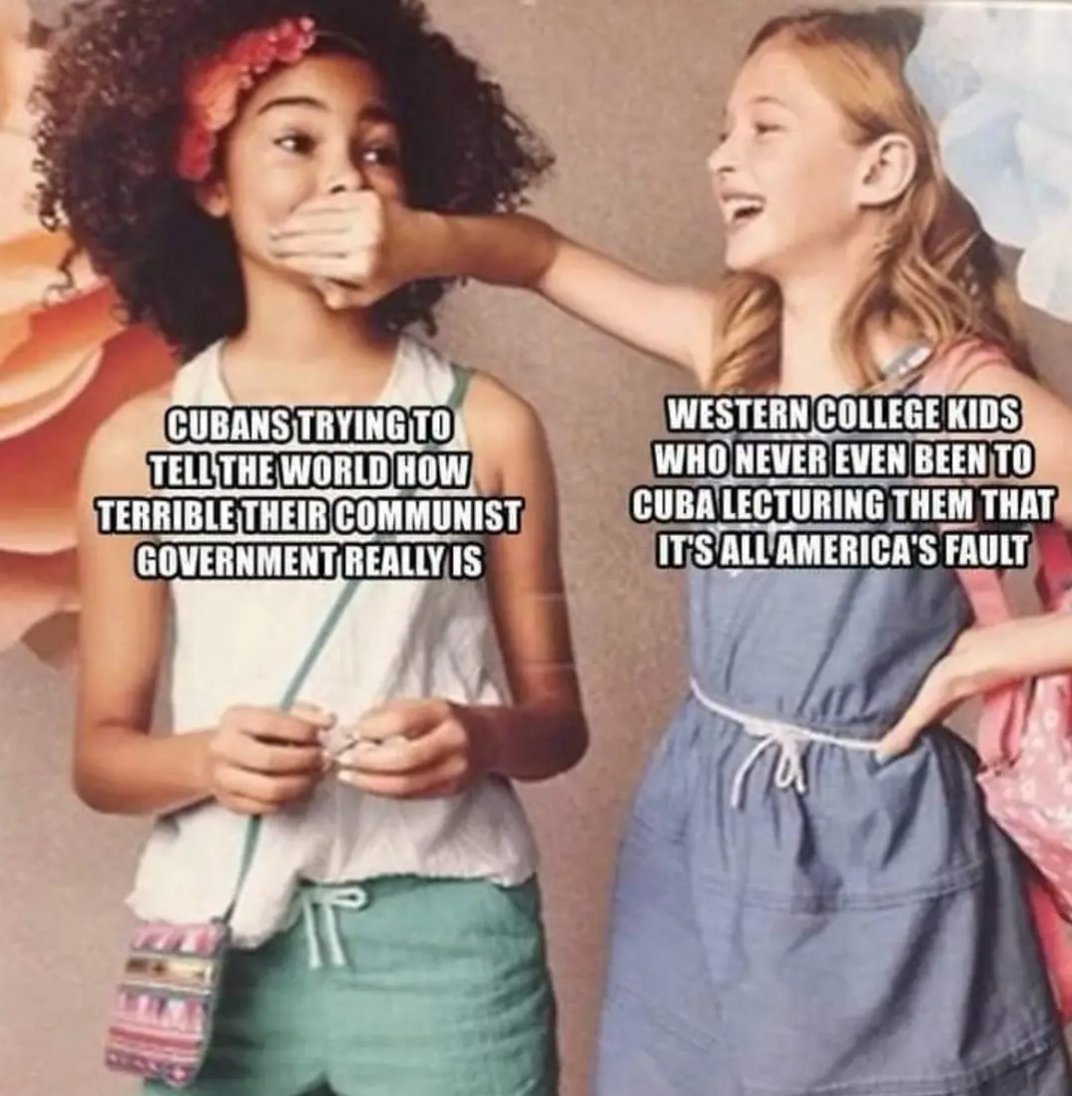 CUBANS TRYING TO
TELL THE WORLD HOW
TERRIBLE THEIR COMMUNIST
GOVERNMENT REALLY IS
WESTERN COLLEGE KIDS
WHO NEVER EVEN BEEN TO
CUBA LECTURING THEM THAT
IT'S ALL AMERICA'S FAULT